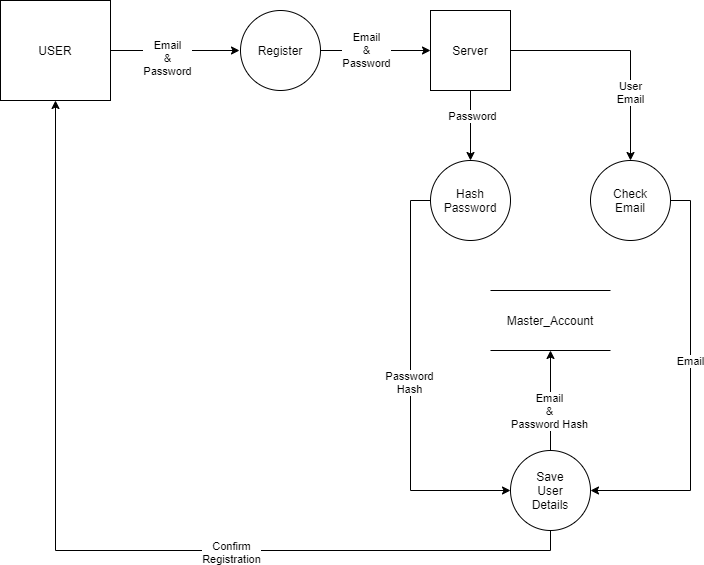 USER
Email
&
Password
Register
Email
&
Password
Server
User
Email
Password
Hash
Password
Check
Email
Master_Account
Password
Hash
Email
Email
&
Password Hash
Save
User
Details
Confirm
Registration